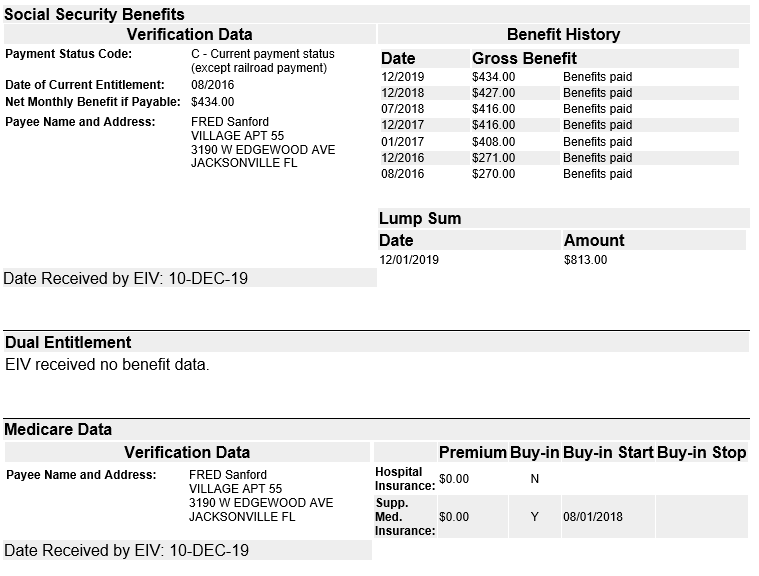 Social Security Benefits
Verification Data
Payment Status Code: C - Current payment status
(except railroad payment)
Date of Current Entitlement: 08/2016
Net Monthly Benefit if Payable: $434.00
Payee Name and Address: FRED Sanford
VILLAGE APT 55
3190 W EDGEWOOD AVE
JACKSONVILLE FL
Benefit History
Date Gross Benefit
12/2019 $434.00 Benefits paid
12/2018 $427.00 Benefits paid
07/2018 $416.00 Benefits paid
12/2017 $416.00 Benefits paid
01/2017 $408.00 Benefits paid
12/2016 $271.00 Benefits paid
08/2016 $270.00 Benefits paid
Lump Sum
Date Amount
12/01/2019 $813.00
Date Received by EIV: 10-DEC-19
Dual Entitlement
EIV received no benefit data.
Medicare Data
Verification Data
Payee Name and Address: FRED Sanford
VILLAGE APT 55
3190 W EDGEWOOD AVE
JACKSONVILLE FL
Premium Buy-in Buy-in Start Buy-in Stop
Hospital
Insurance: $0.00 N
Supp.
Med. $0.00 Y 08/01/2018
Insurance:
Date Received by EIV: 10-DEC-19